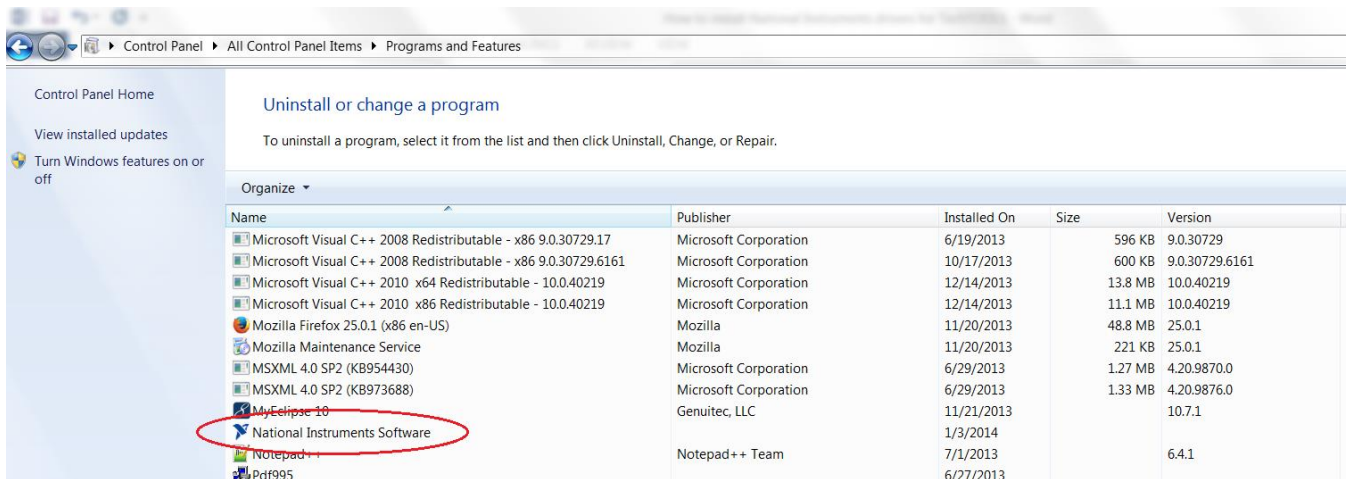 Control Panel ▸ All Control Panel Items ▸ Programs and Features
Control Panel Home
View installed updates
Turn Windows features on or
off
Uninstall or change a program
To uninstall a program, select it from the list and then click Uninstall, Change, or Repair.
Organize
Name Publisher Installed On Size Version
Microsoft Visual C++ 2008 Redistributable - x86 9.0.30729.17 Microsoft Corporation 6/19/2013 596 KB 9.0.30729
Microsoft Visual C++ 2008 Redistributable - x86 9.0.30729.6161 Microsoft Corporation 10/17/2013 600 KB 9.0.30729.6161
Microsoft Visual C++ 2010 x64 Redistributable - 10.0.40219 Microsoft Corporation 12/14/2013 13.8 MB 10.0.40219
Microsoft Visual C++ 2010 x86 Redistributable - 10.0.40219 Microsoft Corporation 12/14/2013 11.1 MB 10.0.40219
Mozilla Firefox 25.0.1 (x86 en-US) Mozilla 11/20/2013 48.8 MB 25.0.1
Mozilla Maintenance Service Mozilla 11/20/2013 221 KB 25.0.1
MSXML 4.0 SP2 (KB954430) Microsoft Corporation 6/29/2013 1.27 MB 4.20.9870.0
MSXML 4.0 SP2 (KB973688) Microsoft Corporation 6/29/2013 1.33 MB 4.20.9876.0
MyEclipse 10 Genuitec, LLC 11/21/2013 10.7.1
National Instruments Software 1/3/2014
Notepad++ Notepad++ Team 7/1/2013 6.4.1
Pdf995 6/27/2013